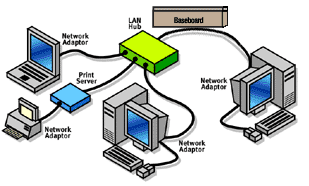 LAN
Hub
Baseboard
Network
Adaptor
Print
Server
Network
Adaptor
Network
Adaptor
Network
Adaptor